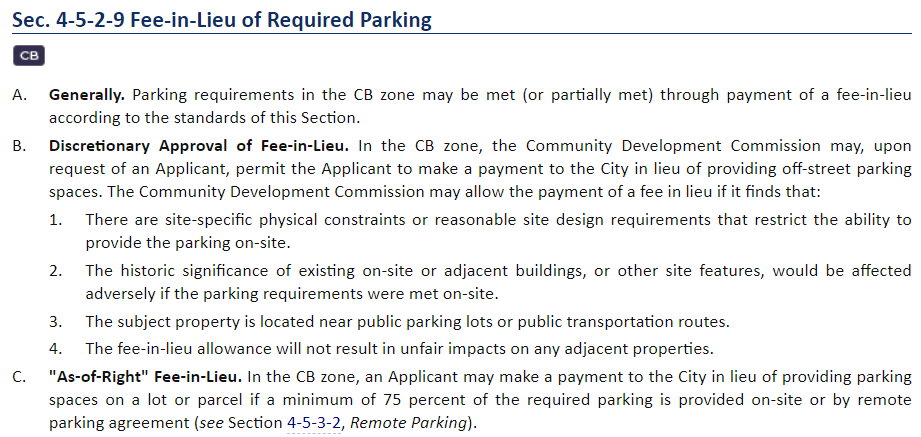 Sec. 4-5-2-9 Fee-in-Lieu of Required Parking
CB
A. Generally. Parking requirements in the CB zone may be met (or partially met) through payment of a fee-in-lieu
according to the standards of this Section.
B. Discretionary Approval of Fee-in-Lieu. In the CB zone, the Community Development Commission may, upon
request of an Applicant, permit the Applicant to make a payment to the City in lieu of providing off-street parking
spaces. The Community Development Commission may allow the payment of a fee in lieu if it finds that:
1. There are site-specific physical constraints or reasonable site design requirements that restrict the ability to
provide the parking on-site.
2. The historic significance of existing on-site or adjacent buildings, or other site features, would be affected
adversely if the parking requirements were met on-site.
3. The subject property is located near public parking lots or public transportation routes.
4. The fee-in-lieu allowance will not result in unfair impacts on any adjacent properties.
C. "As-of-Right" Fee-in-Lieu. In the CB zone, an Applicant may make a payment to the City in lieu of providing parking
spaces on a lot or parcel if a minimum of 75 percent of the required parking is provided on-site or by remote
parking agreement (see Section 4-5-3-2, Remote Parking).